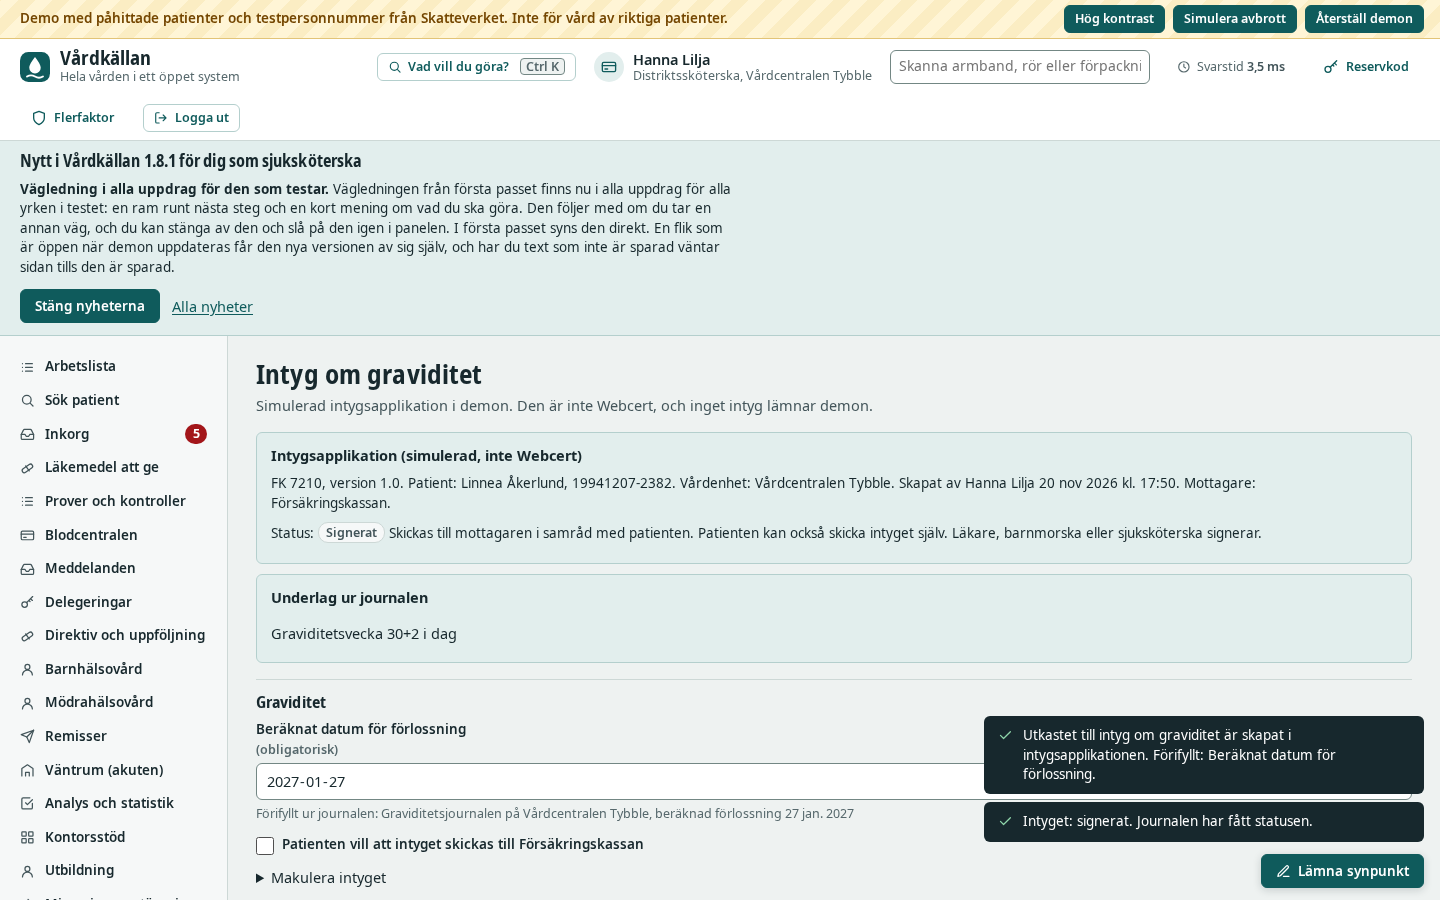 Demo med påhittade patienter och testpersonnummer från Skatteverket. Inte för vård av riktiga patienter.
Hög kontrast
Simulera avbrott
Återställ demon
Vårdkällan
Hela vården i ett öppet system
Vad vill du göra?
Ctrl K
Hanna Lilja
Distriktssköterska, Vårdcentralen Tybble
Skanna armband, rör eller förpackni
Svarstid 3,5 ms
Reservkod
Flerfaktor
Logga ut
Nytt i Vårdkällan 1.8.1 för dig som sjuksköterska
Vägledning i alla uppdrag för den som testar. Vägledningen från första passet finns nu i alla uppdrag för alla
yrken i testet: en ram runt nästa steg och en kort mening om vad du ska göra. Den följer med om du tar en
annan väg, och du kan stänga av den och slå på den igen i panelen. I första passet syns den direkt. En flik som
är öppen när demon uppdateras får den nya versionen av sig själv, och har du text som inte är sparad väntar
sidan tills den är sparad.
Stäng nyheterna
Alla nyheter
Arbetslista
Sök patient
Inkorg
5
Läkemedel att ge
Prover och kontroller
Blodcentralen
Meddelanden
Delegeringar
Direktiv och uppföljning
Barnhälsovård
Mödrahälsovård
Remisser
Väntrum (akuten)
Analys och statistik
Kontorsstöd
Utbildning
Intyg om graviditet
Simulerad intygsapplikation i demon. Den är inte Webcert, och inget intyg lämnar demon.
Intygsapplikation (simulerad, inte Webcert)
FK 7210, version 1.0. Patient: Linnea Åkerlund, 19941207-2382. Vårdenhet: Vårdcentralen Tybble. Skapat av Hanna Lilja 20 nov 2026 kl. 17:50. Mottagare:
Försäkringskassan.
Status: Signerat Skickas till mottagaren i samråd med patienten. Patienten kan också skicka intyget själv. Läkare, barnmorska eller sjuksköterska signerar.
Underlag ur journalen
Graviditetsvecka 30+2 i dag
Graviditet
Beräknat datum för förlossning
(obligatorisk)
2027-01-27
Förifyllt ur journalen: Graviditetsjournalen på Vårdcentralen Tybble, beräknad förlossning 27 jan. 2027
Patienten vill att intyget skickas till Försäkringskassan
Makulera intyget
Utkastet till intyg om graviditet är skapat i
intygsapplikationen. Förifyllt: Beräknat datum för
förlossning.
Intyget: signerat. Journalen har fått statusen.
Lämna synpunkt